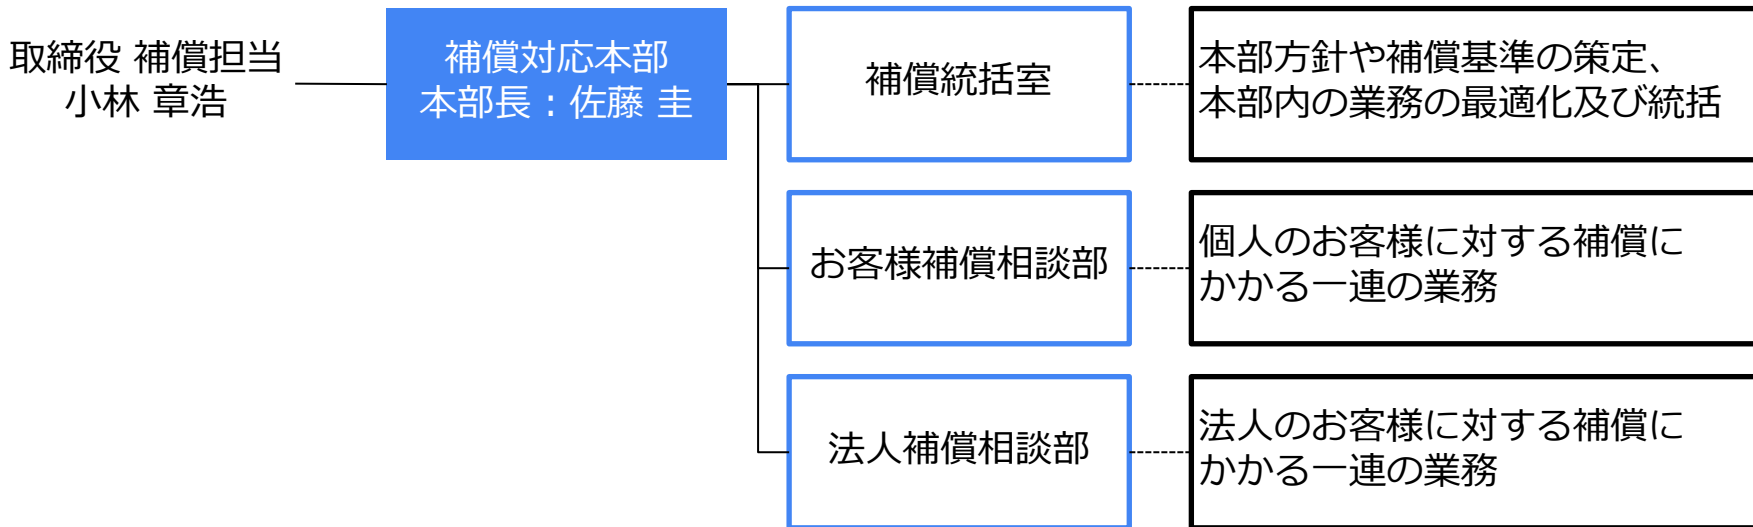 取締役 補償担当
小林 章浩
補償対応本部
本部長：佐藤 圭
補償統括室
本部方針や補償基準の策定、
本部内の業務の最適化及び統括
お客様補償相談部
個人のお客様に対する補償に
かかる一連の業務
法人補償相談部
法人のお客様に対する補償に
かかる一連の業務